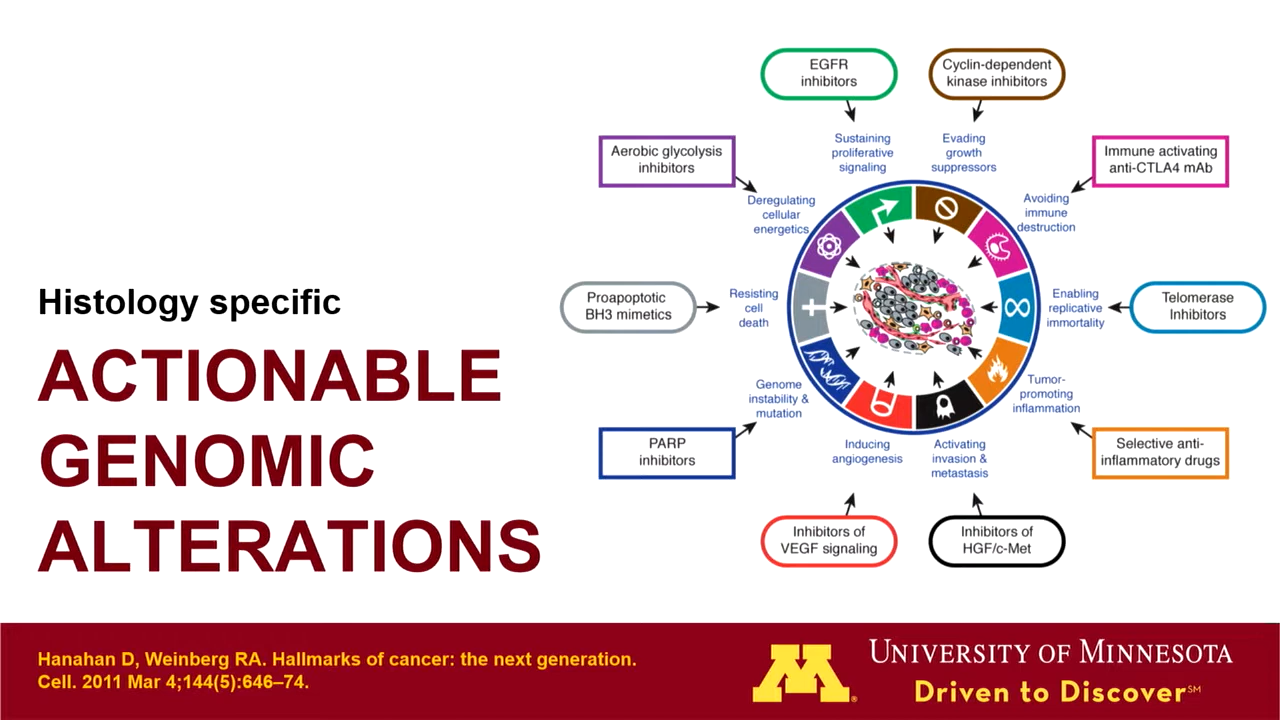 Histology specific
ACTIONABLE
GENOMIC
ALTERATIONS
EGFR
inhibitors
Cyclin-dependent
kinase inhibitors
Aerobic glycolysis
inhibitors
Sustaining
proliferative
signaling
Evading
growth
suppressors
Immune activating
anti-CTLA4 mAb
Deregulating
cellular
energetics
Avoiding
immune
destruction
Proapoptotic
BH3 mimetics
Resisting
cell
death
Enabling
replicative
immortality
Telomerase
Inhibitors
Genome
instability &
mutation
Tumor-
promoting
inflammation
PARP
inhibitors
Inducing
angiogenesis
Activating
invasion &
metastasis
Selective anti-
inflammatory drugs
Inhibitors of
VEGF signaling
Inhibitors of
HGF/c-Met
Hanahan D, Weinberg RA. Hallmarks of cancer: the next generation.
Cell. 2011 Mar 4;144(5):646–74.
M®
UNIVERSITY OF MINNESOTA
Driven to Discover℠